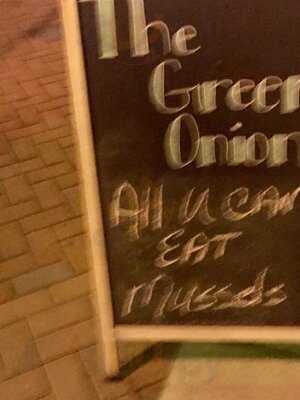 The
Green
Onion
All U CAN
EAT
Mussels